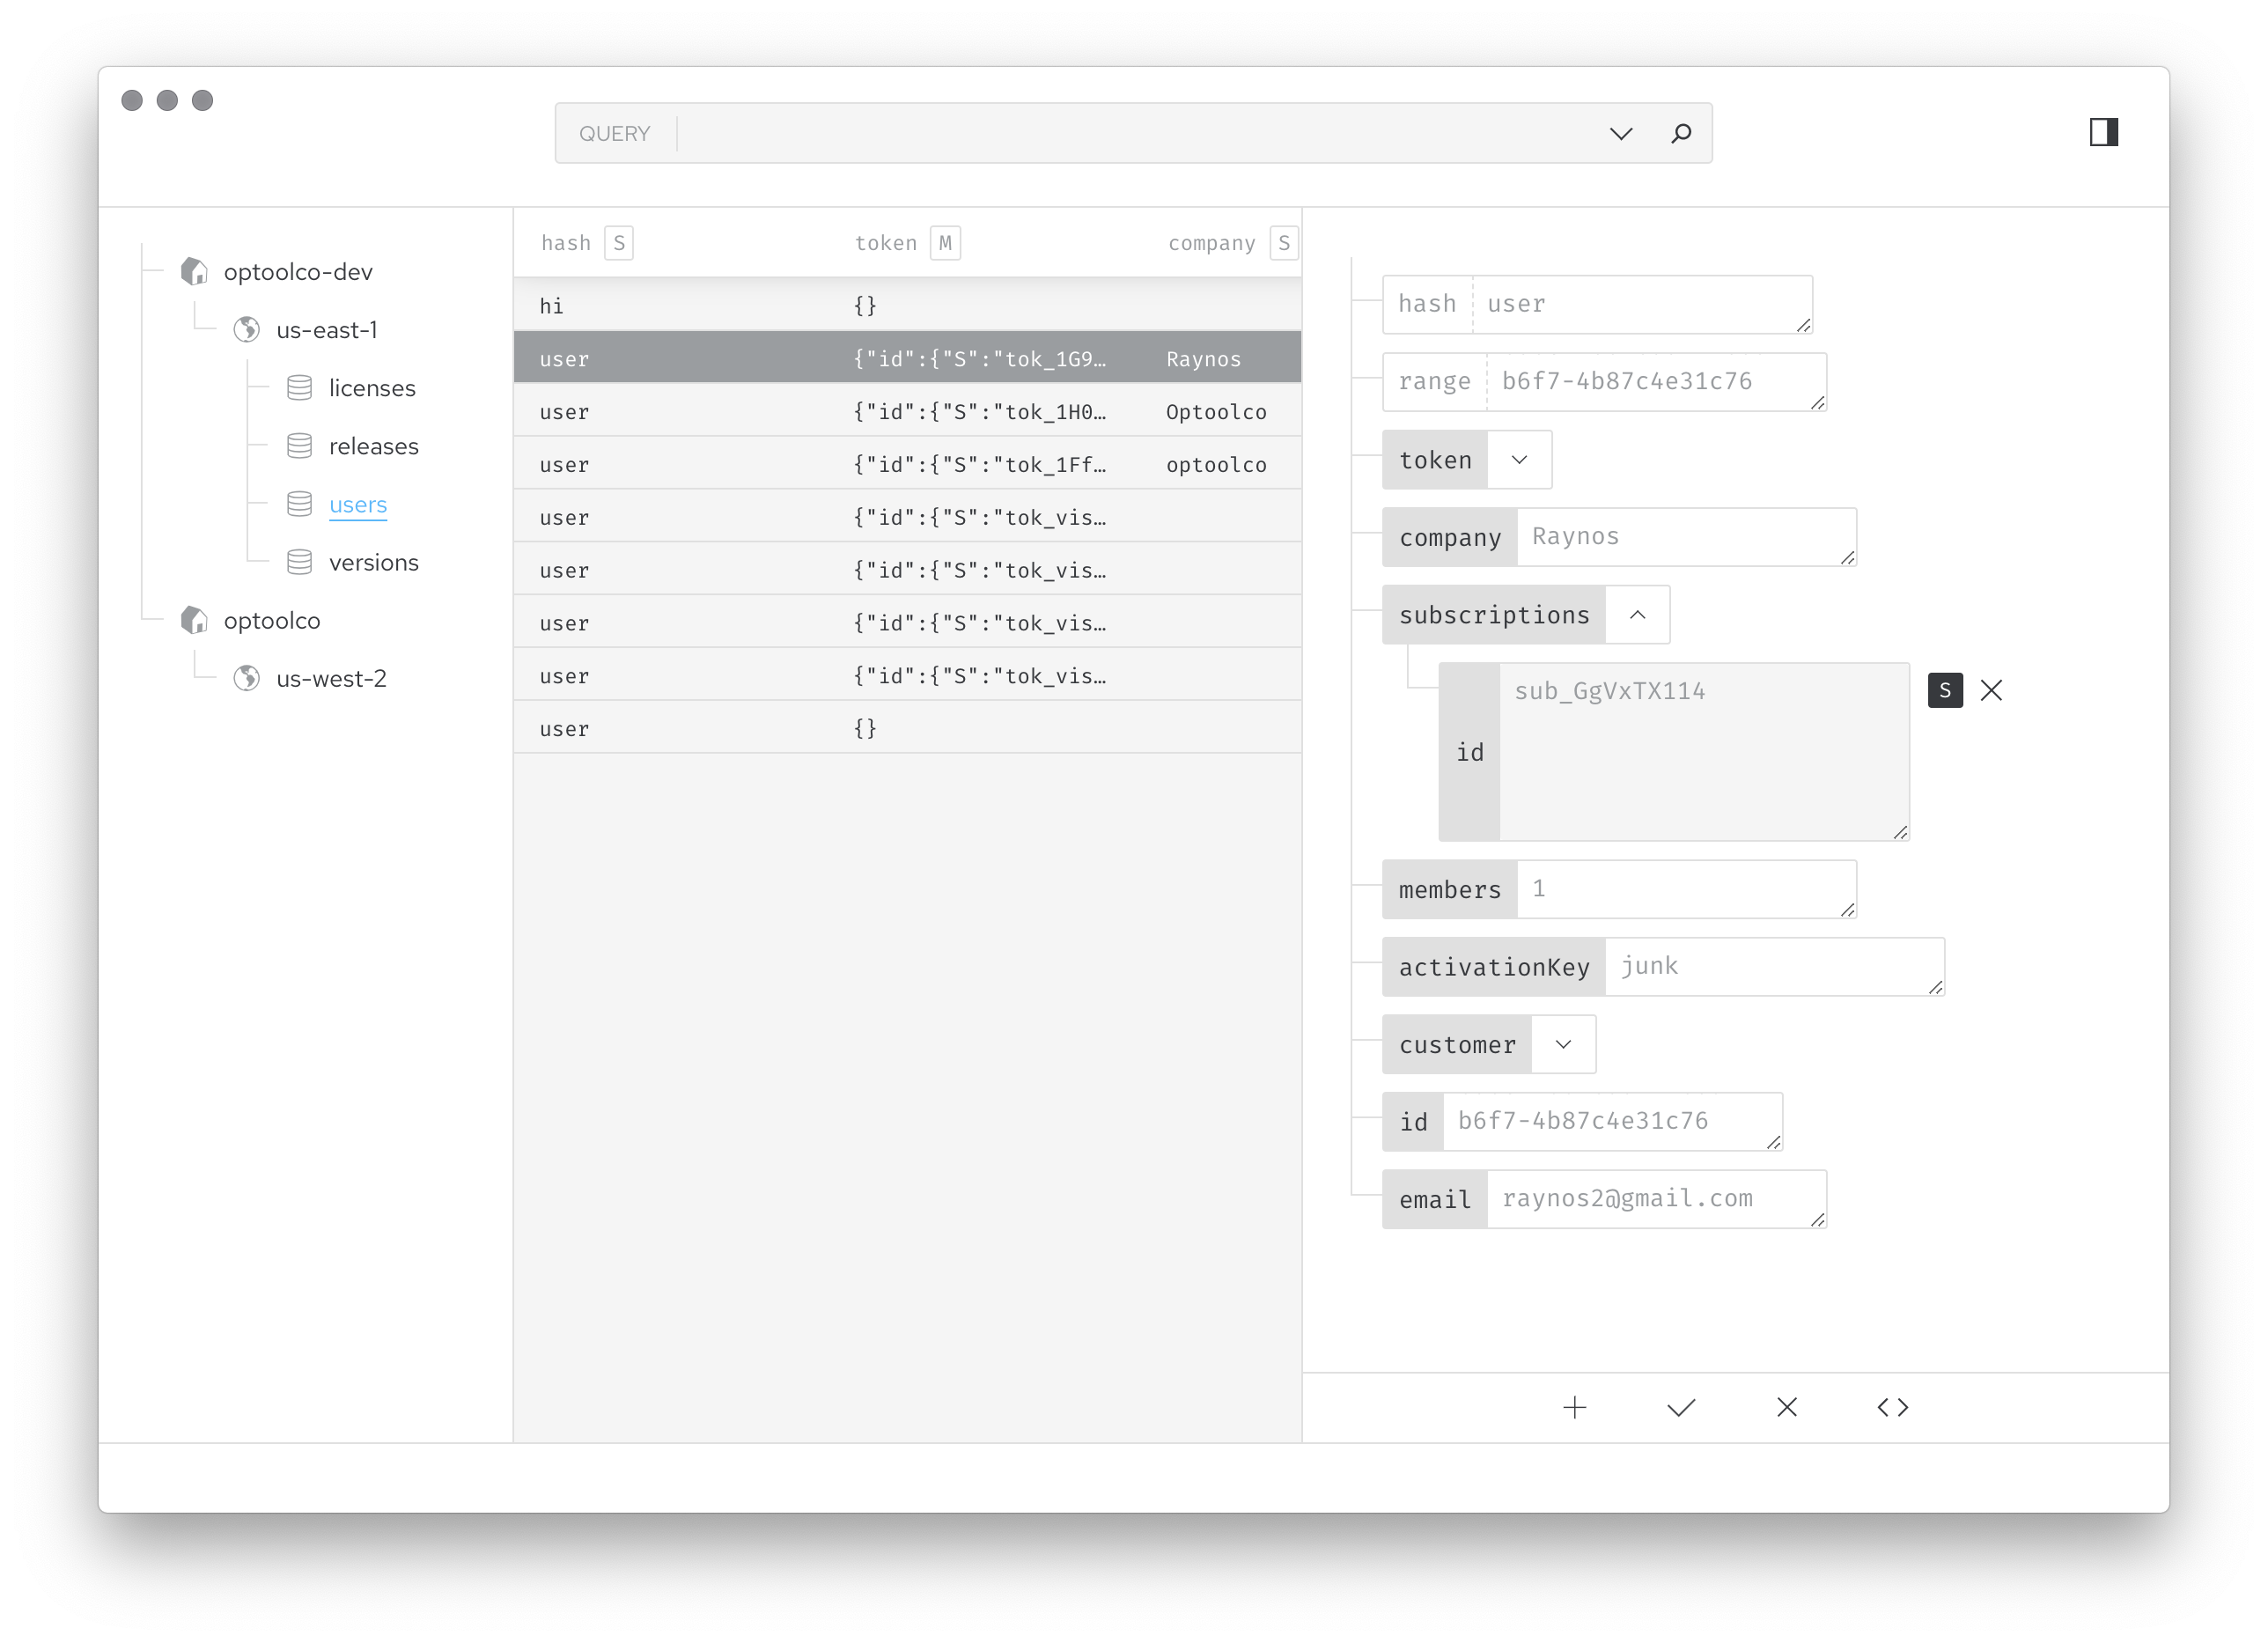 QUERY
optoolco-dev
us-east-1
licenses
releases
users
versions
optoolco
us-west-2
hash S token M company S
hi {}
user {"id":{"S":"tok_1G9… Raynos
user {"id":{"S":"tok_1H0… Optoolco
user {"id":{"S":"tok_1Ff… optoolco
user {"id":{"S":"tok_vis…
user {"id":{"S":"tok_vis…
user {"id":{"S":"tok_vis…
user {"id":{"S":"tok_vis…
user {}
hash user
range b6f7-4b87c4e31c76
token
company Raynos
subscriptions
id sub_GgVxTX114 S
members 1
activationKey junk
customer
id b6f7-4b87c4e31c76
email raynos2@gmail.com